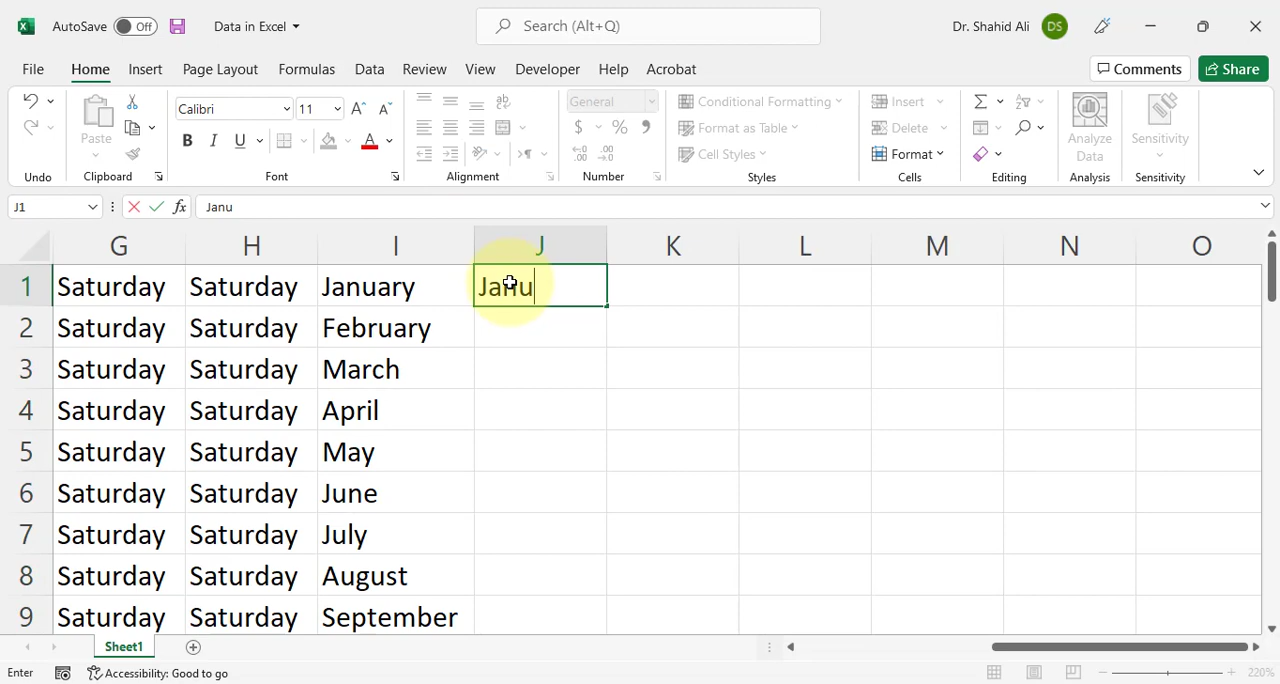 AutoSave Off Data in Excel Search (Alt+Q) Dr. Shahid Ali DS
File Home Insert Page Layout Formulas Data Review View Developer Help Acrobat Comments Share
Calibri 11 General Conditional Formatting Insert
Paste B I U A $ % Format as Table Delete Analyze Data Sensitivity
Cell Styles Format
Undo Clipboard Font Alignment Number Styles Cells Editing Analysis Sensitivity
J1 fx Janu
G H I J K L M N O
1 Saturday Saturday January Janu
2 Saturday Saturday February
3 Saturday Saturday March
4 Saturday Saturday April
5 Saturday Saturday May
6 Saturday Saturday June
7 Saturday Saturday July
8 Saturday Saturday August
9 Saturday Saturday September
Sheet1
Enter Accessibility: Good to go 220%